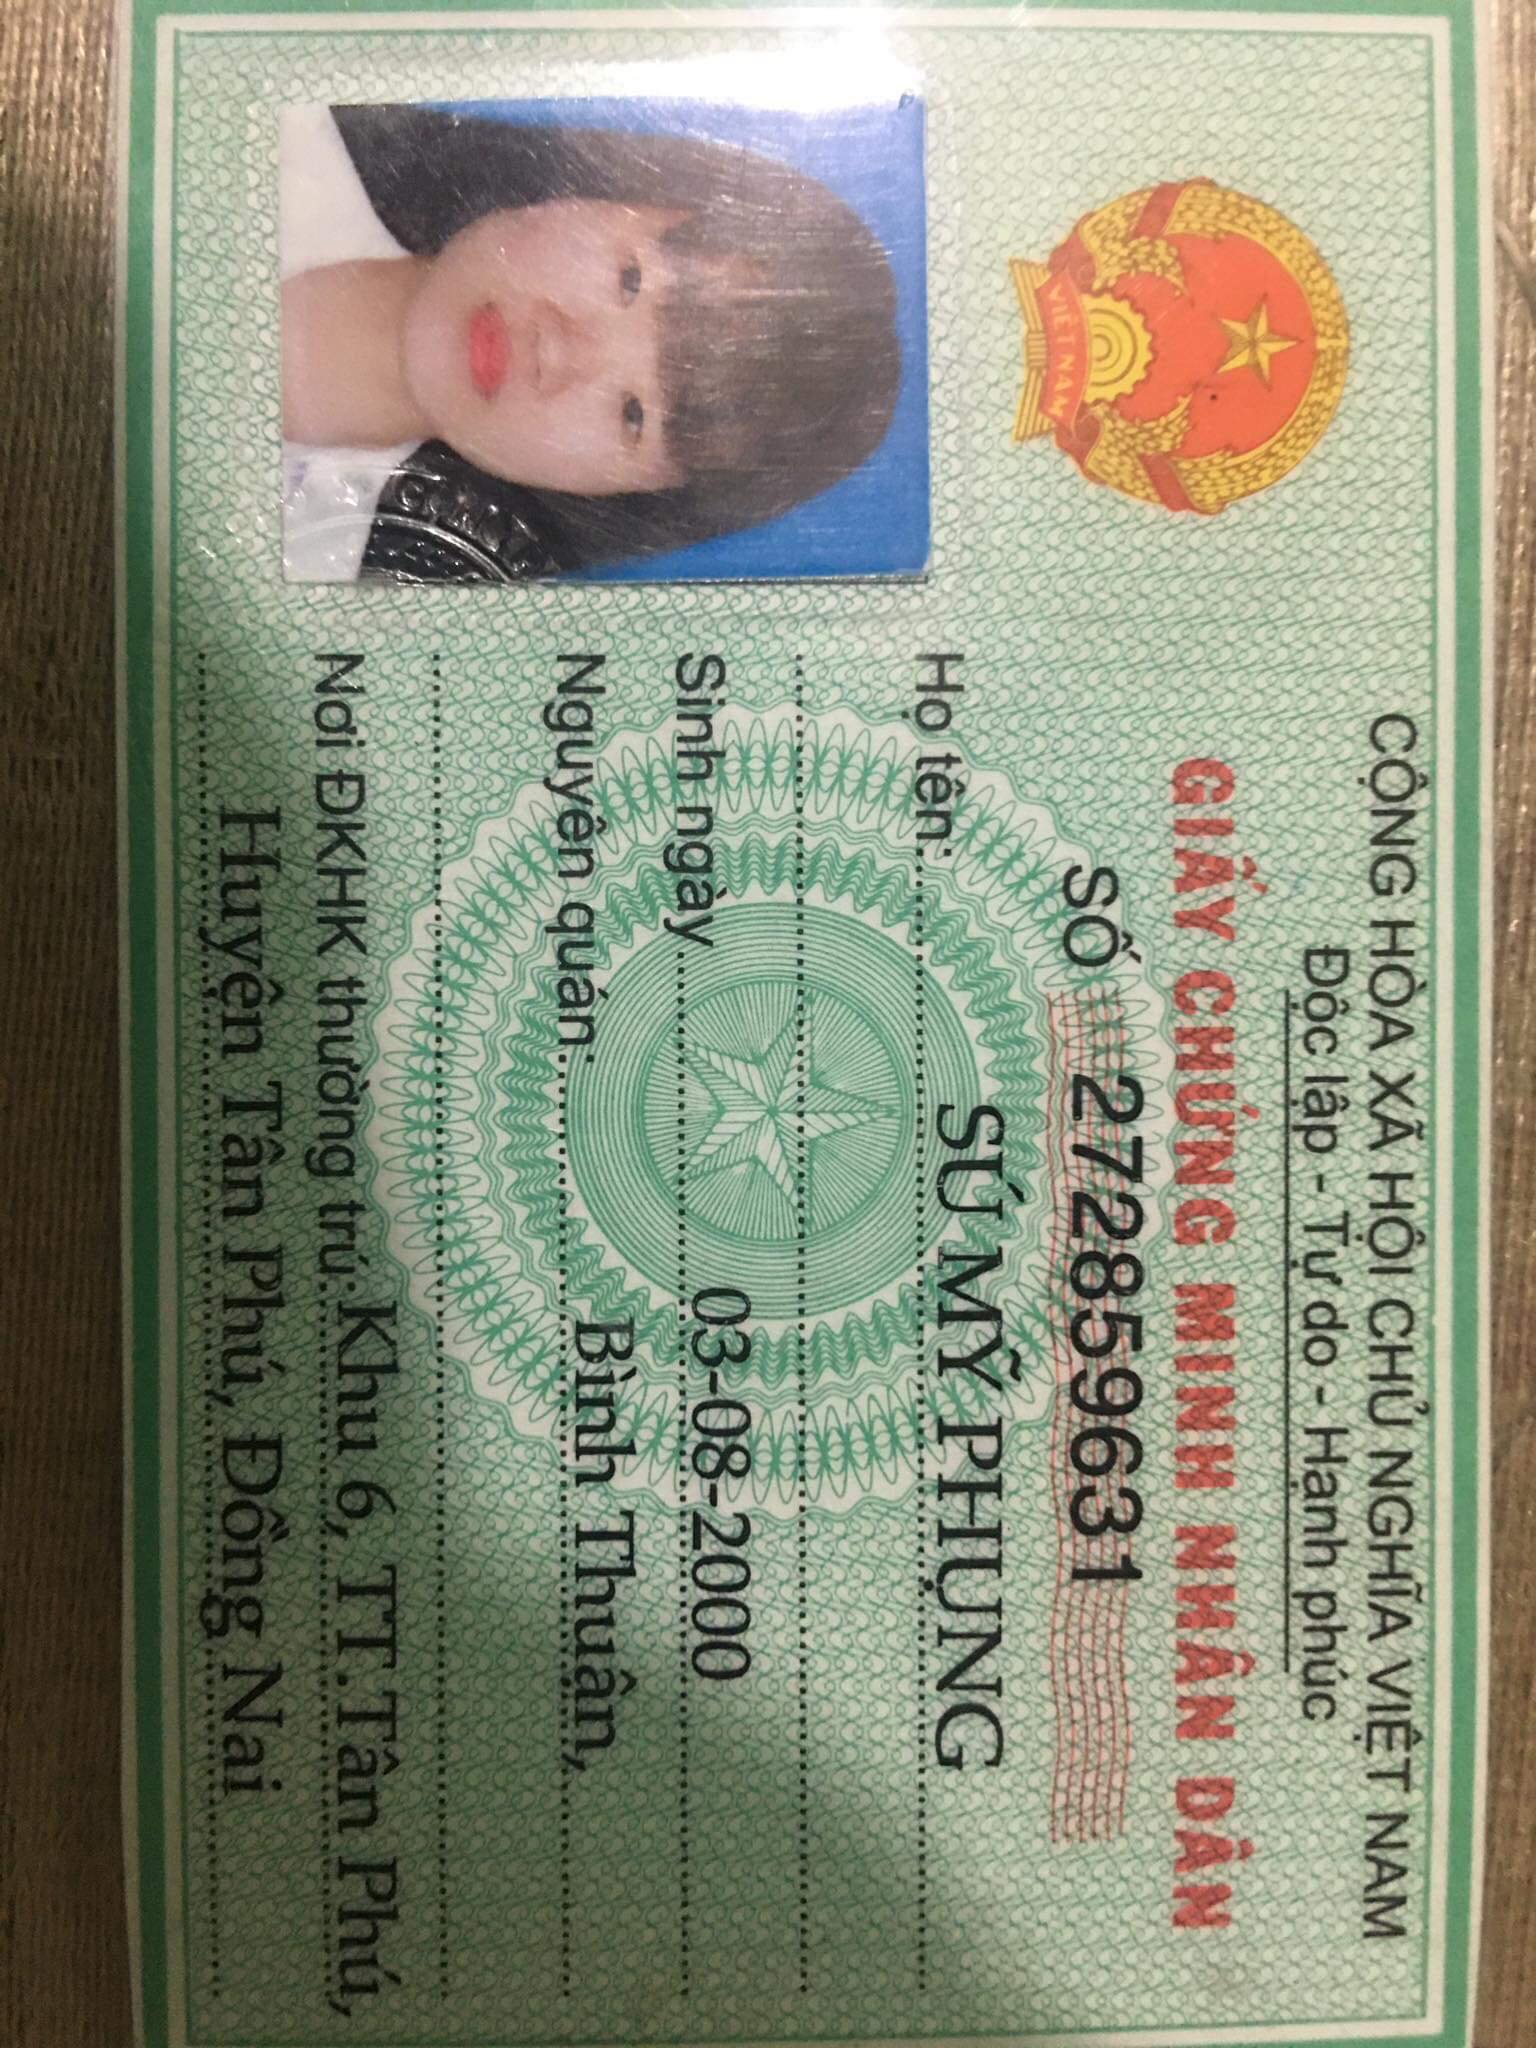 CỘNG HÒA XÃ HỘI CHỦ NGHĨA VIỆT NAM
Độc lập - Tự do - Hạnh phúc
GIẤY CHỨNG MINH NHÂN DÂN
SỐ 272859631
Họ tên: SÚ MỸ PHỤNG
Sinh ngày 03-08-2000
Nguyên quán: Bình Thuận,
Nơi ĐKHK thường trú: Khu 6, TT.Tân Phú,
Huyện Tân Phú, Đồng Nai
VIỆT NAM